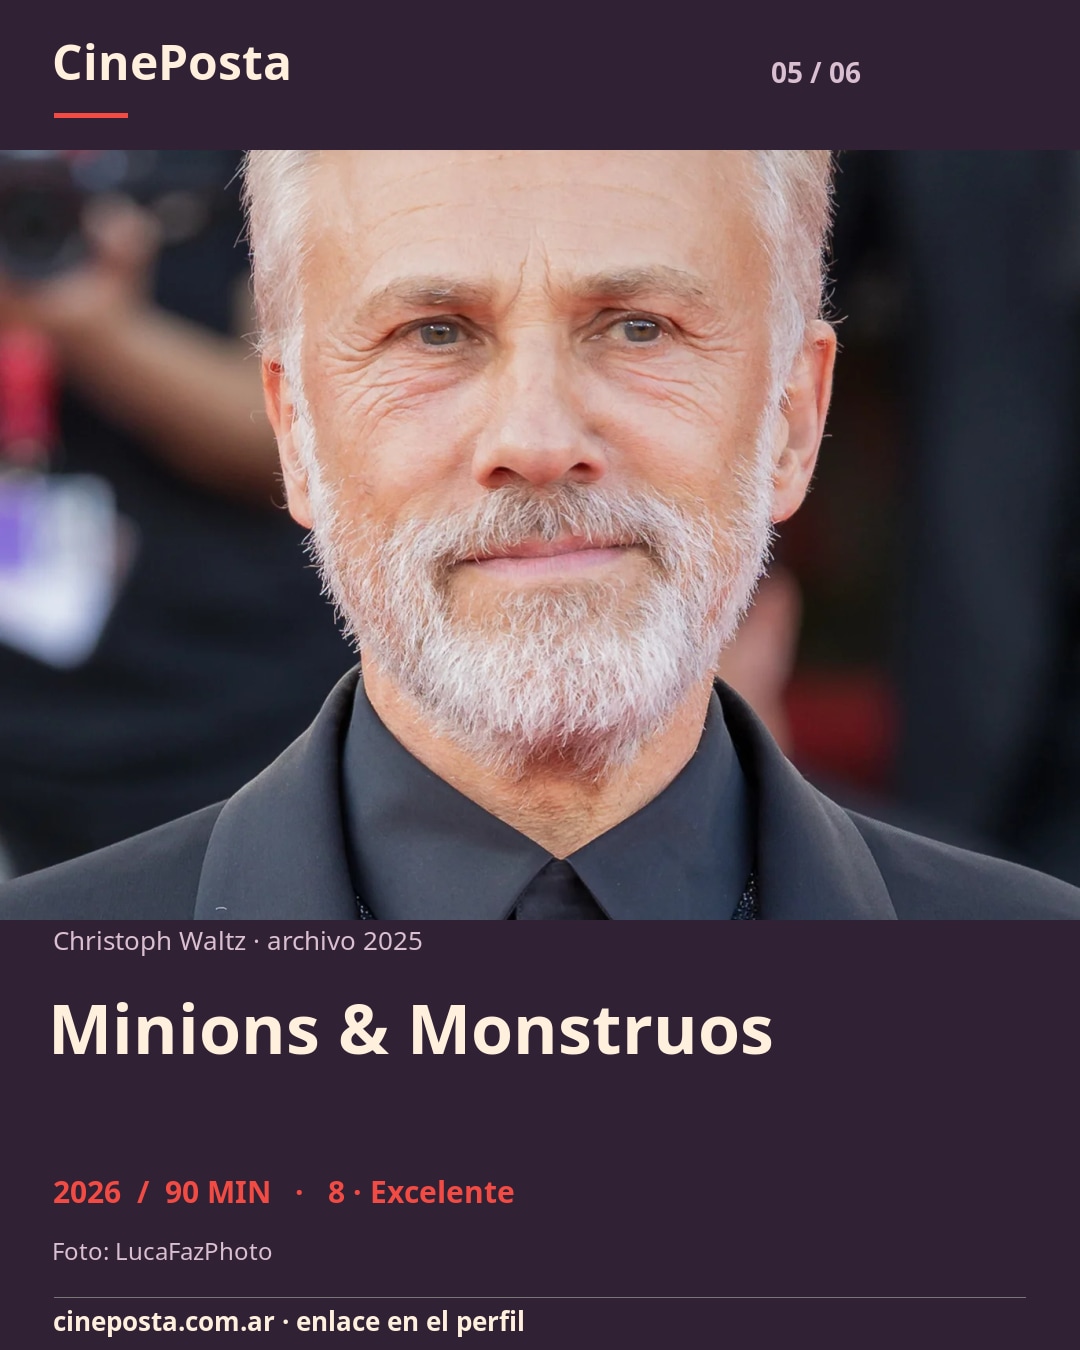 CinePosta
05 / 06
Christoph Waltz · archivo 2025
Minions & Monstruos
2026 / 90 MIN · 8 · Excelente
Foto: LucaFazPhoto
cineposta.com.ar · enlace en el perfil